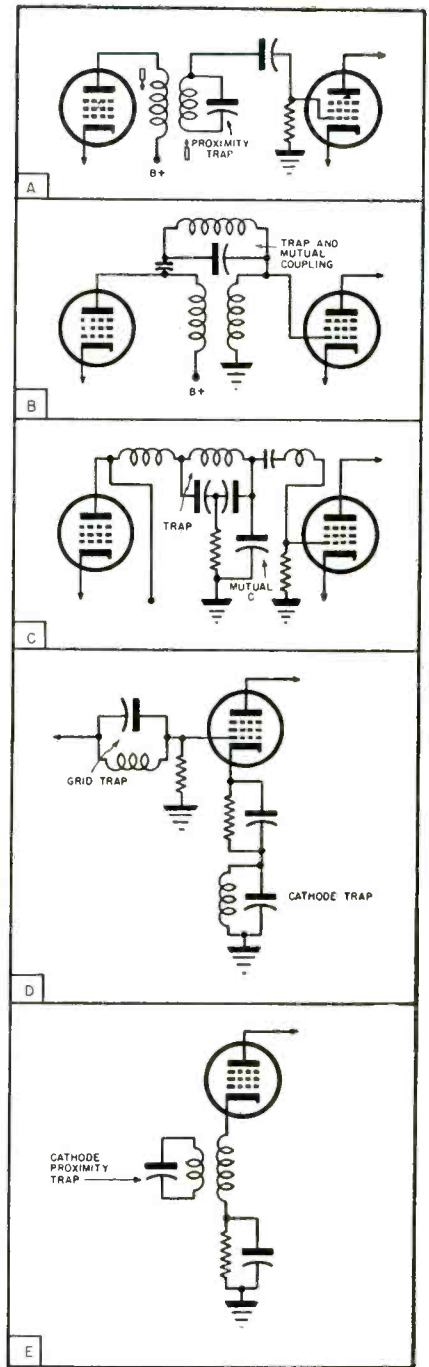 PROXIMITY
TRAP
B+
A
TRAP AND
MUTUAL
COUPLING
B+
B
TRAP
MUTUAL
C
C
GRID TRAP
CATHODE TRAP
D
CATHODE
PROXIMITY
TRAP
E